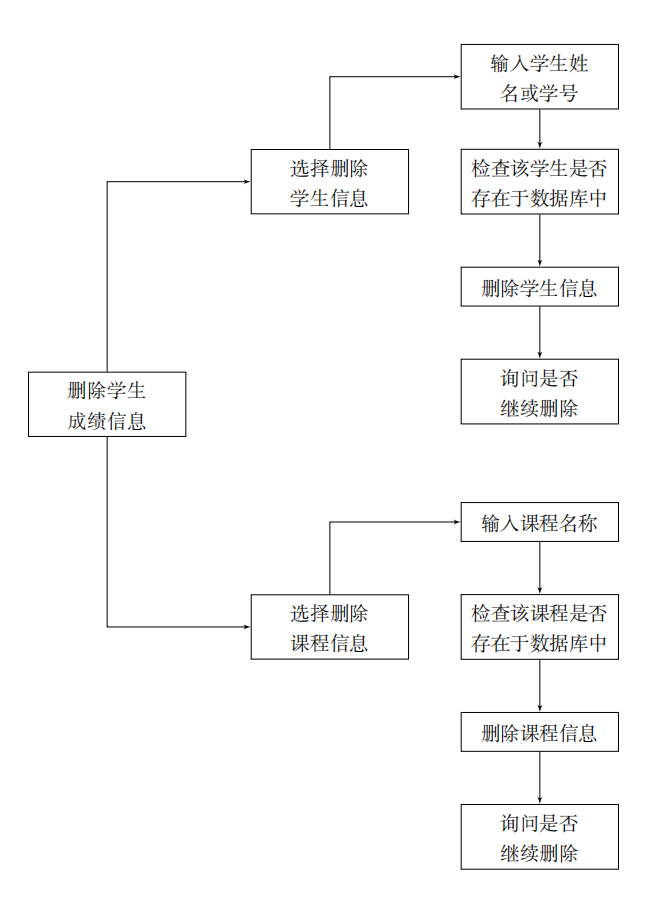 输入学生姓
名或学号
选择删除
学生信息
检查该学生是否
存在于数据库中
删除学生信息
询问是否
继续删除
删除学生
成绩信息
输入课程名称
选择删除
课程信息
检查该课程是否
存在于数据库中
删除课程信息
询问是否
继续删除